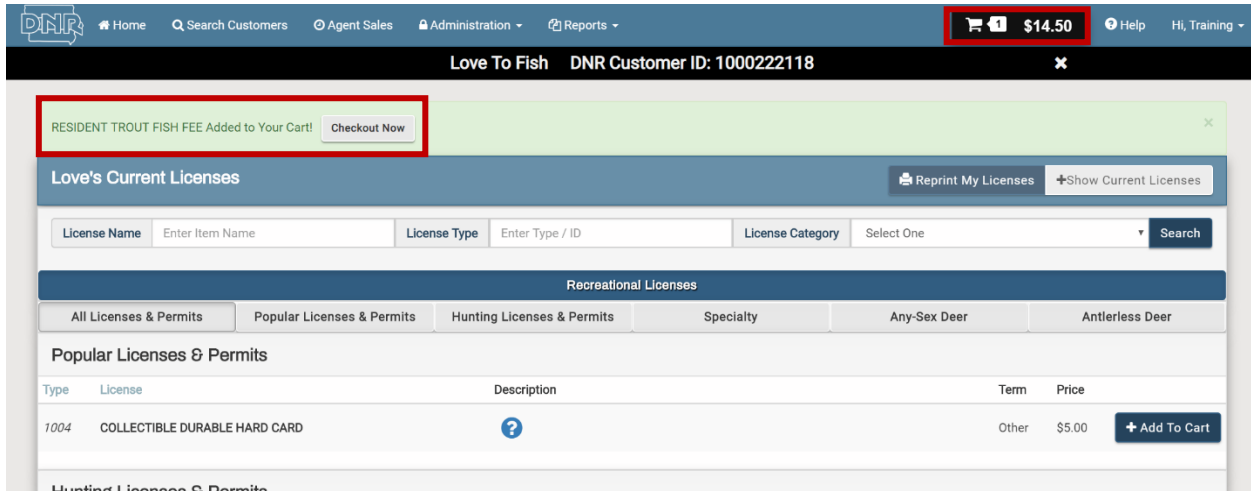 DNR Home Search Customers Agent Sales Administration Reports 1 $14.50 Help Hi, Training
Love To Fish DNR Customer ID: 1000222118
RESIDENT TROUT FISH FEE Added to Your Cart! Checkout Now
Love's Current Licenses Reprint My Licenses +Show Current Licenses
License Name Enter Item Name License Type Enter Type / ID License Category Select One Search
Recreational Licenses
All Licenses & Permits Popular Licenses & Permits Hunting Licenses & Permits Specialty Any-Sex Deer Antlerless Deer
Popular Licenses & Permits
Type License Description Term Price
1004 COLLECTIBLE DURABLE HARD CARD Other $5.00 + Add To Cart
Hunting Licenses & Permits